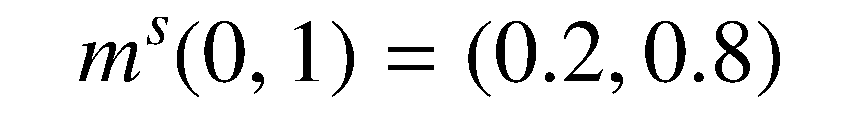 m^s(0, 1) = (0.2, 0.8)